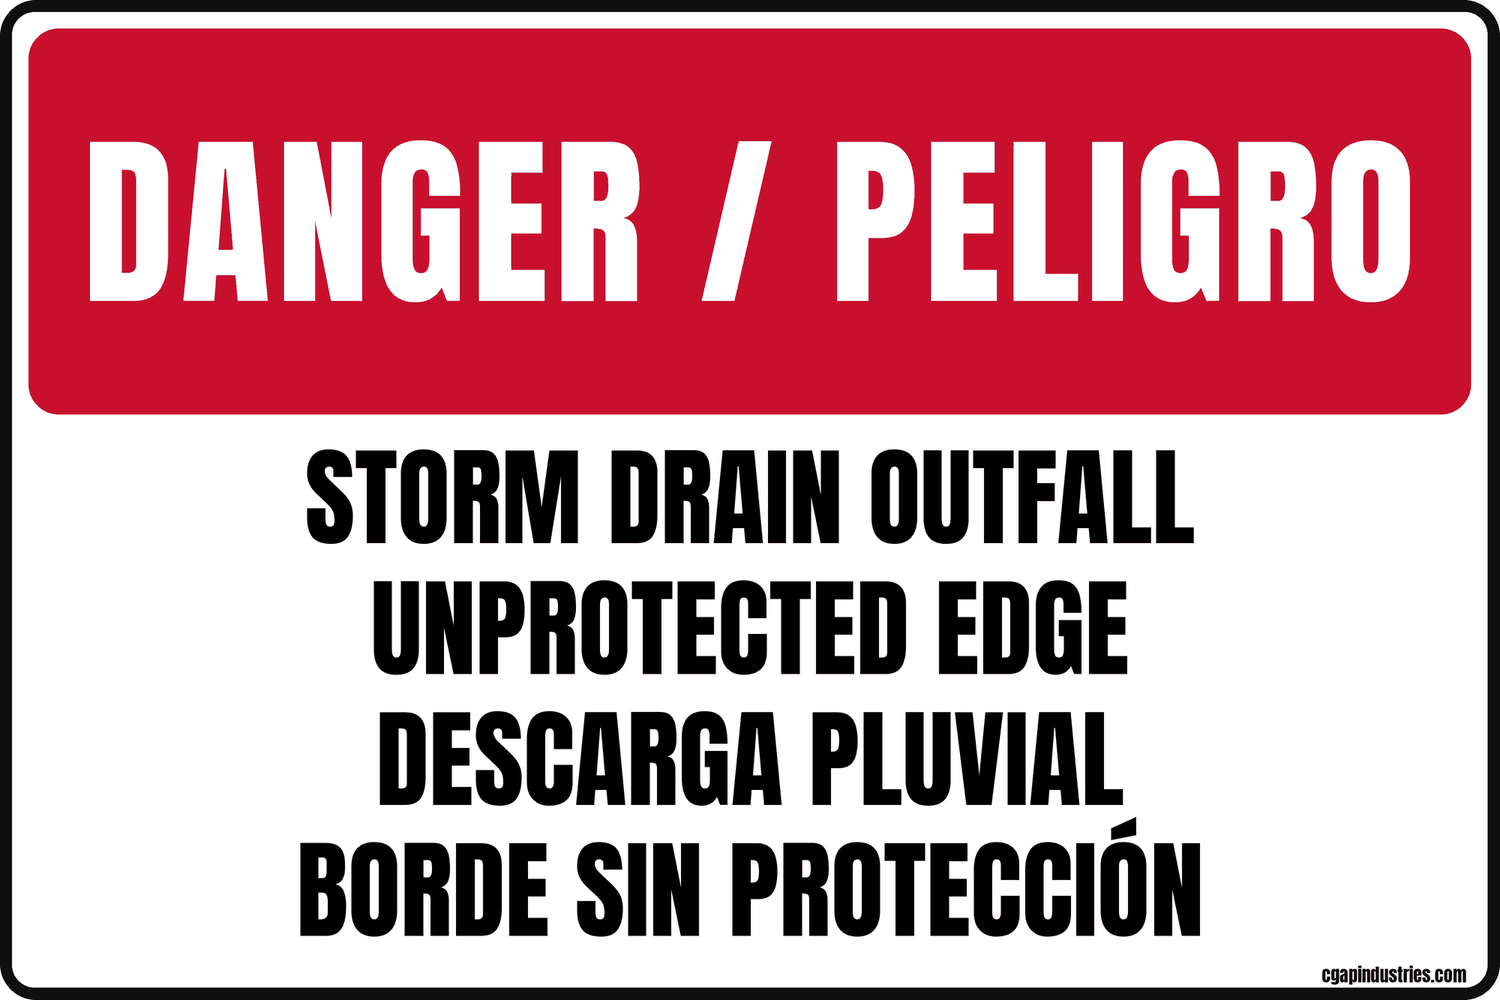 DANGER / PELIGRO
STORM DRAIN OUTFALL
UNPROTECTED EDGE
DESCARGA PLUVIAL
BORDE SIN PROTECCIÓN
cgapindustries.com